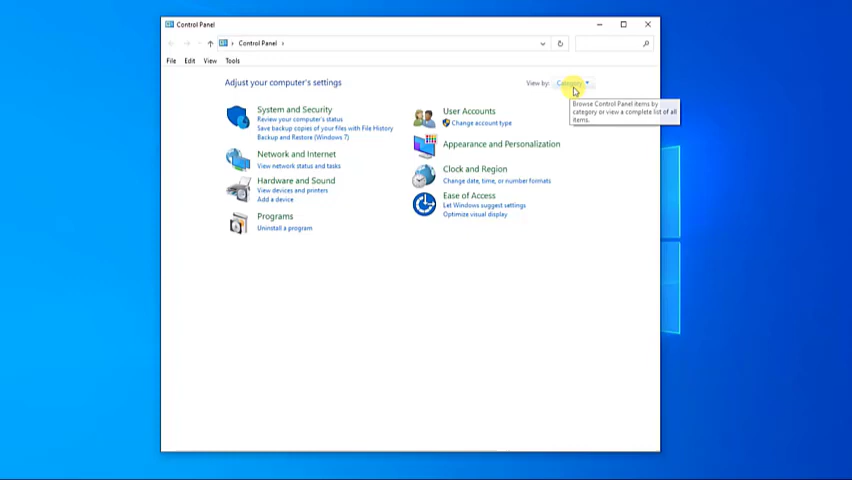 Control Panel
Control Panel
File Edit View Tools
Adjust your computer's settings
View by: Category
Browse Control Panel items by
category or view a complete list of all
items.
System and Security
Review your computer's status
Save backup copies of your files with File History
Backup and Restore (Windows 7)
Network and Internet
View network status and tasks
Hardware and Sound
View devices and printers
Add a device
Programs
Uninstall a program
User Accounts
Change account type
Appearance and Personalization
Clock and Region
Change date, time, or number formats
Ease of Access
Let Windows suggest settings
Optimize visual display